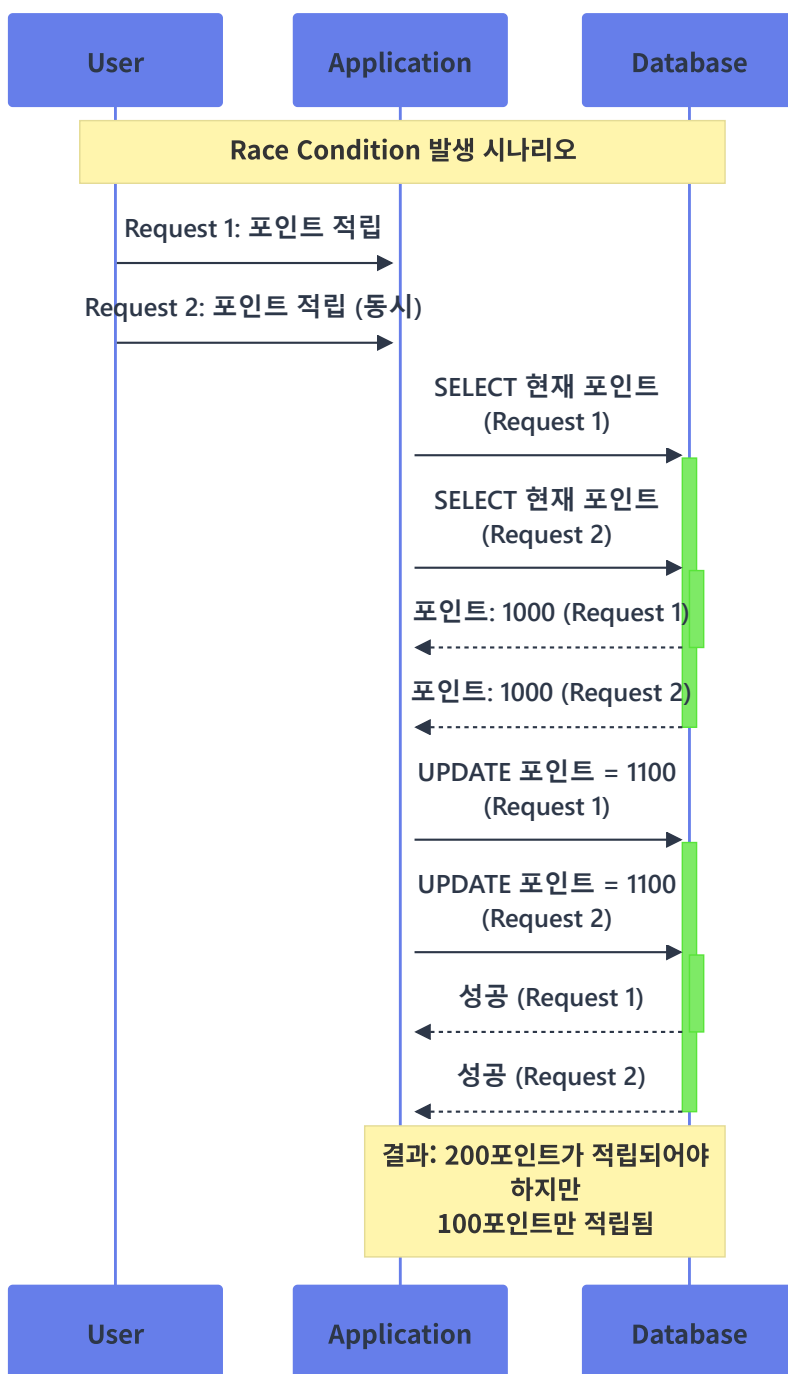 User
Application
Database
Race Condition 발생 시나리오
Request 1: 포인트 적립
Request 2: 포인트 적립 (동시)
SELECT 현재 포인트
(Request 1)
SELECT 현재 포인트
(Request 2)
포인트: 1000 (Request 1)
포인트: 1000 (Request 2)
UPDATE 포인트 = 1100
(Request 1)
UPDATE 포인트 = 1100
(Request 2)
성공 (Request 1)
성공 (Request 2)
결과: 200포인트가 적립되어야
하지만
100포인트만 적립됨
User
Application
Database